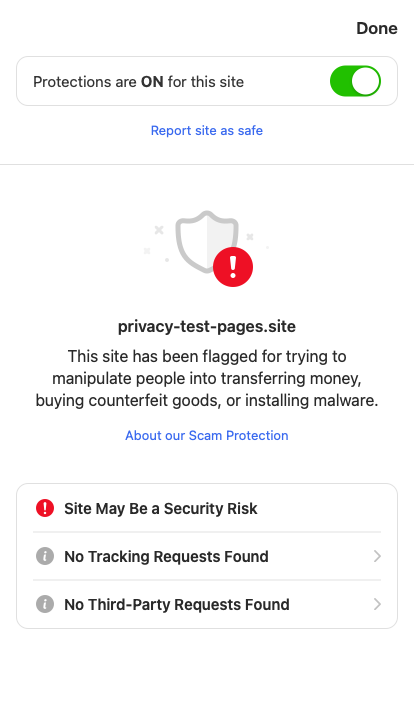 Done
Protections are ON for this site
Report site as safe
privacy-test-pages.site
This site has been flagged for trying to
manipulate people into transferring money,
buying counterfeit goods, or installing malware.
About our Scam Protection
Site May Be a Security Risk
No Tracking Requests Found
No Third-Party Requests Found